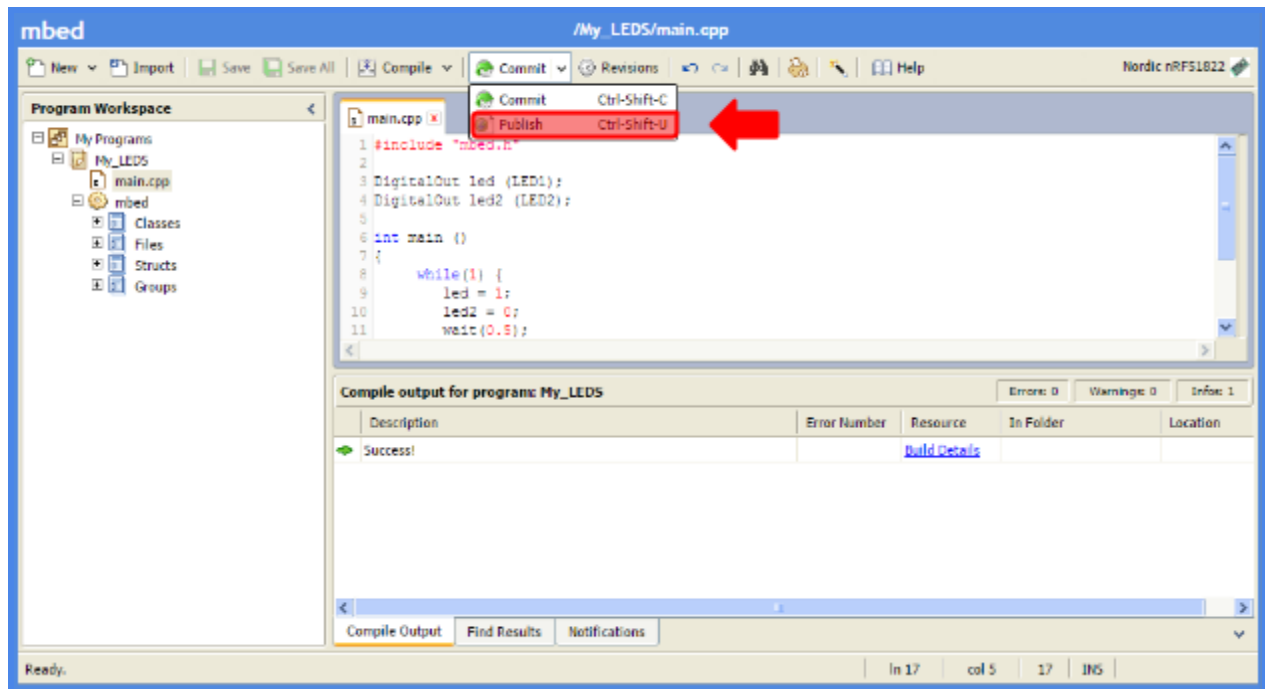 mbed /My_LEDS/main.cpp
New Import Save Save All Compile Commit Revisions Help Nordic nRF51822
Program Workspace
My Programs
My_LEDS
main.cpp
mbed
Classes
Files
Structs
Groups
Commit Ctrl-Shift-C
Publish Ctrl-Shift-U
main.cpp
1 #include "mbed.h"
2
3 DigitalOut led (LED1);
4 DigitalOut led2 (LED2);
5
6 int main ()
7 {
8 while(1) {
9 led = 1;
10 led2 = 0;
11 wait(0.5);
Compile output for program: My_LEDS Errors: 0 Warnings: 0 Infos: 1
Description Error Number Resource In Folder Location
Success! Build Details
Compile Output Find Results Notifications
Ready. ln 17 col 5 17 INS